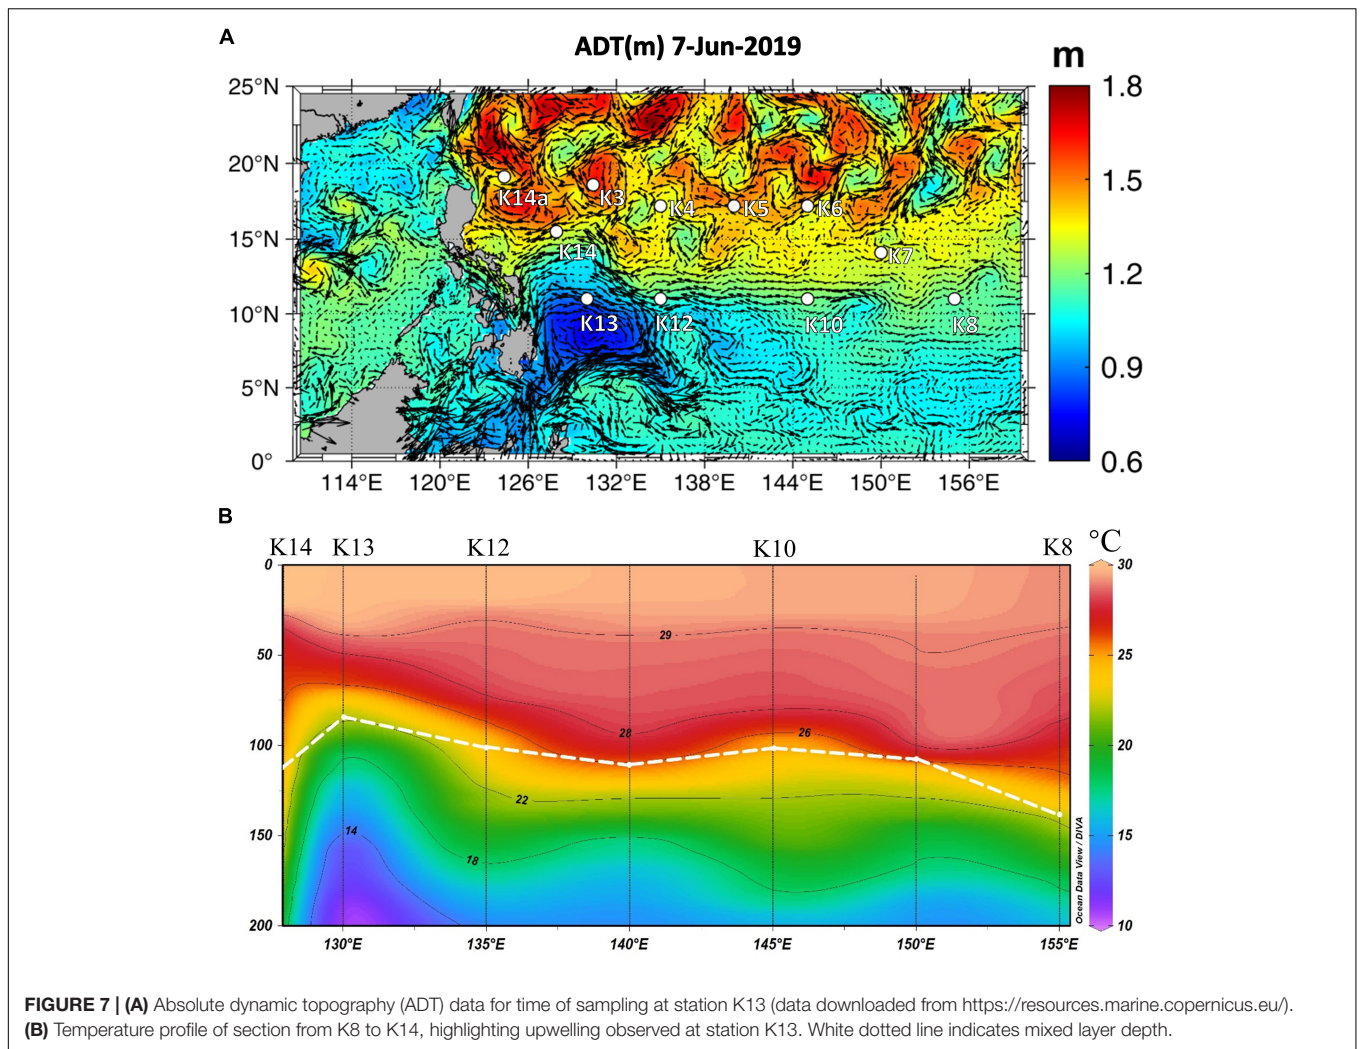 A
ADT(m) 7-Jun-2019
m
25°N
20°N
15°N
10°N
5°N
0°
K14a
K3
K4
K5
K6
K14
K7
K13
K12
K10
K8
1.8
1.5
1.2
0.9
0.6
114°E 120°E 126°E 132°E 138°E 144°E 150°E 156°E
B
K14 K13 K12 K10 K8 °C
0
50
100
150
200
29
28
26
22
18
14
30
25
20
15
10
Ocean Data View / DIVA
130°E 135°E 140°E 145°E 150°E 155°E
FIGURE 7 | (A) Absolute dynamic topography (ADT) data for time of sampling at station K13 (data downloaded from https://resources.marine.copernicus.eu/).
(B) Temperature profile of section from K8 to K14, highlighting upwelling observed at station K13. White dotted line indicates mixed layer depth.